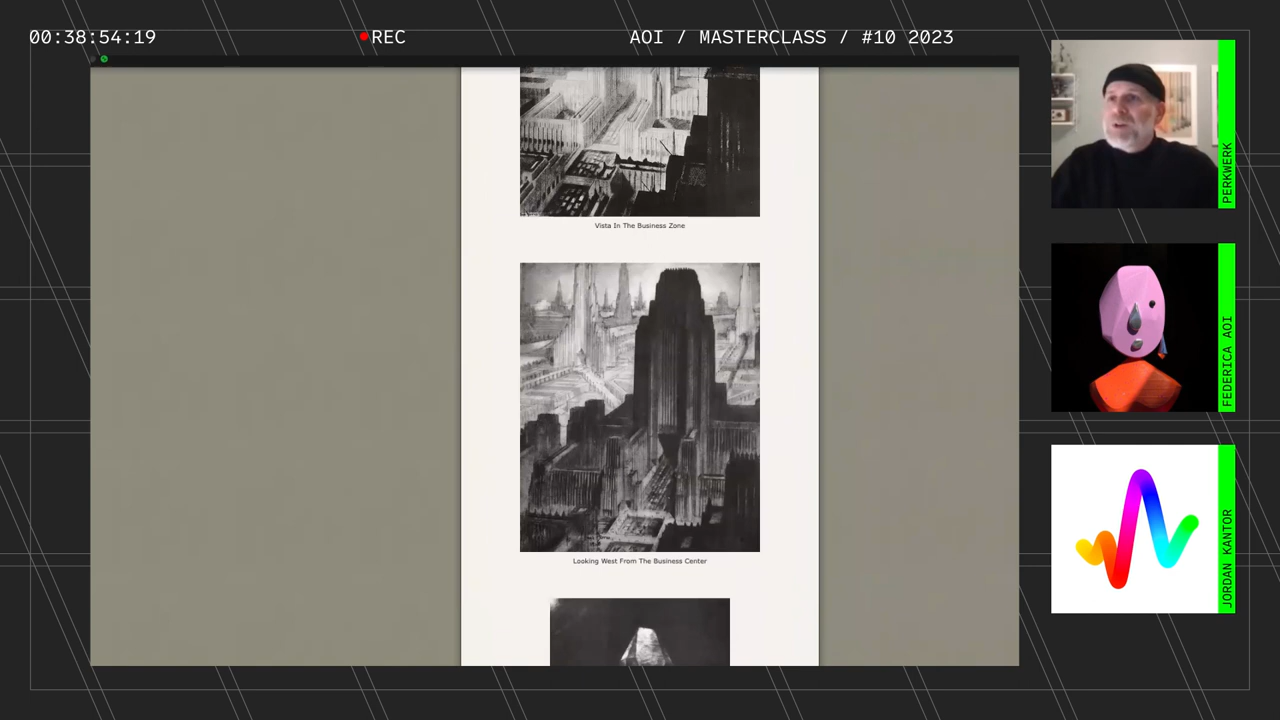 00:38:54:19
REC
AOI / MASTERCLASS / #10 2023
PERKWERK
Vista In The Business Zone
FEDERICA AOI
Looking West From The Business Center
JORDAN KANTOR